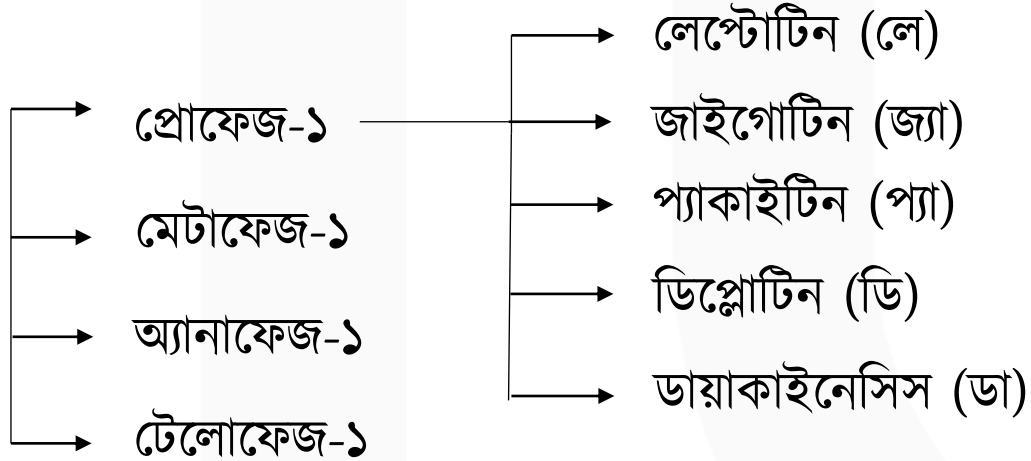 প্রোফেজ-১
মেটাফেজ-১
অ্যানাফেজ-১
টেলোফেজ-১
লেপ্টোটিন (লে)
জাইগোটিন (জ্যা)
প্যাকাইটিন (প্যা)
ডিপ্লোটিন (ডি)
ডায়াকাইনেসিস (ডা)